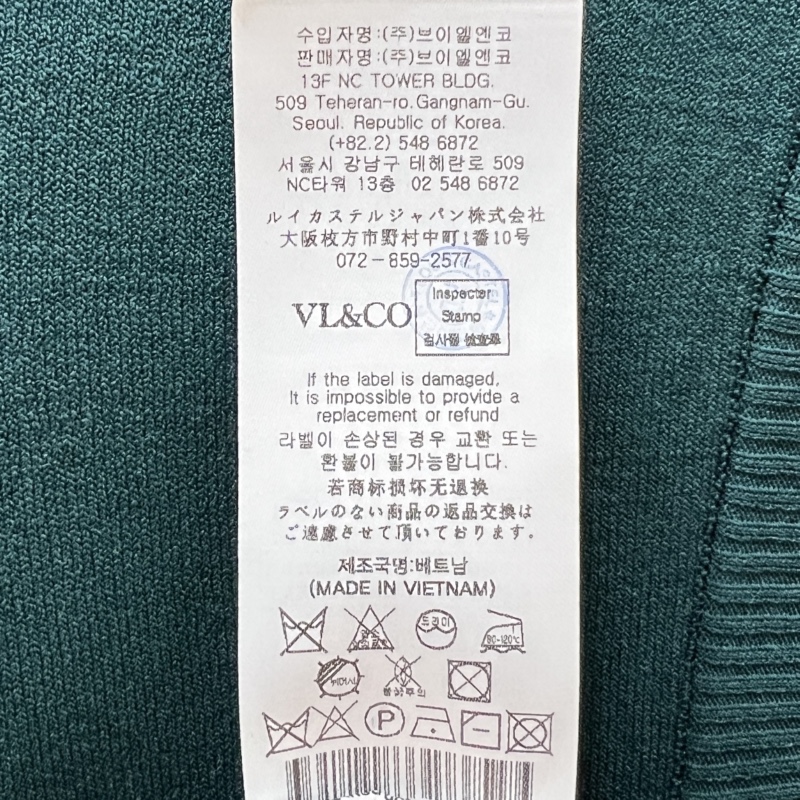 수입자명:(주)브이엘엔코
판매자명:(주)브이엘엔코
13F NC TOWER BLDG.
509 Teheran-ro.Gangnam-Gu.
Seoul. Republic of Korea.
(+82.2) 548 6872
서울시 강남구 테헤란로 509
NC타워 13층 02 548 6872
ルイカステルジャパン株式会社
大阪枚方市野村中町1番10号
072-859-2577
VL&CO
Inspector
Stamp
검사필
If the label is damaged,
It is impossible to provide a
replacement or refund
라벨이 손상된 경우 교환 또는
환불이 불가능합니다.
若商标损坏无退换
ラベルのない商品の返品交換は
ご遠慮させて頂いております。
제조국명:베트남
(MADE IN VIETNAM)
드라이
80-120℃
P